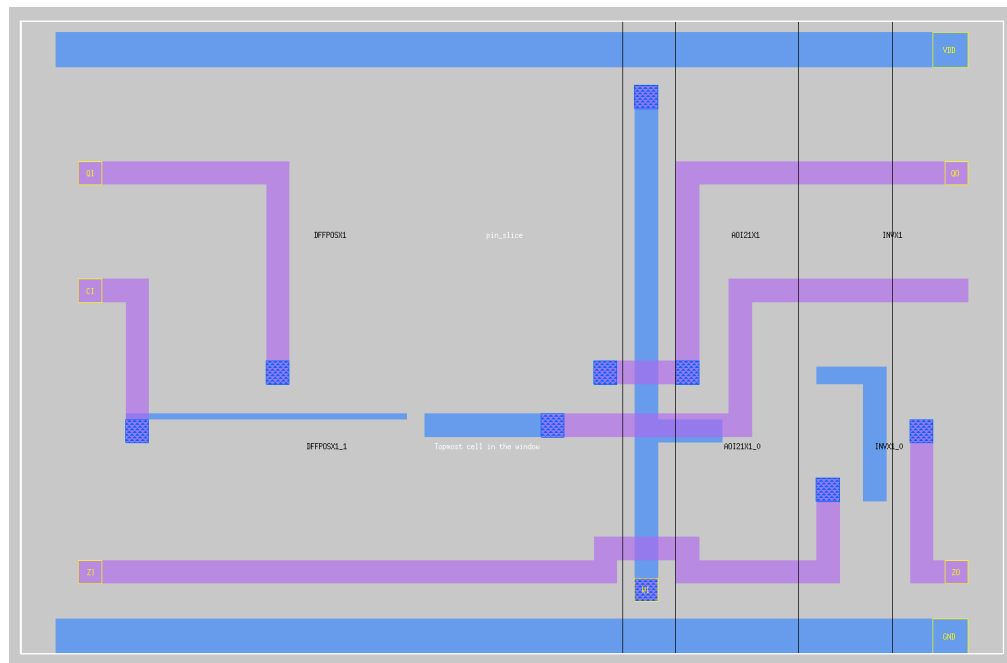 VDD
QI
QO
DFFPOSX1
pin_slice
AOI21X1
INVX1
CI
DFFPOSX1_1
Topmost cell in the window
AOI21X1_0
INVX1_0
ZI
ZO
GND